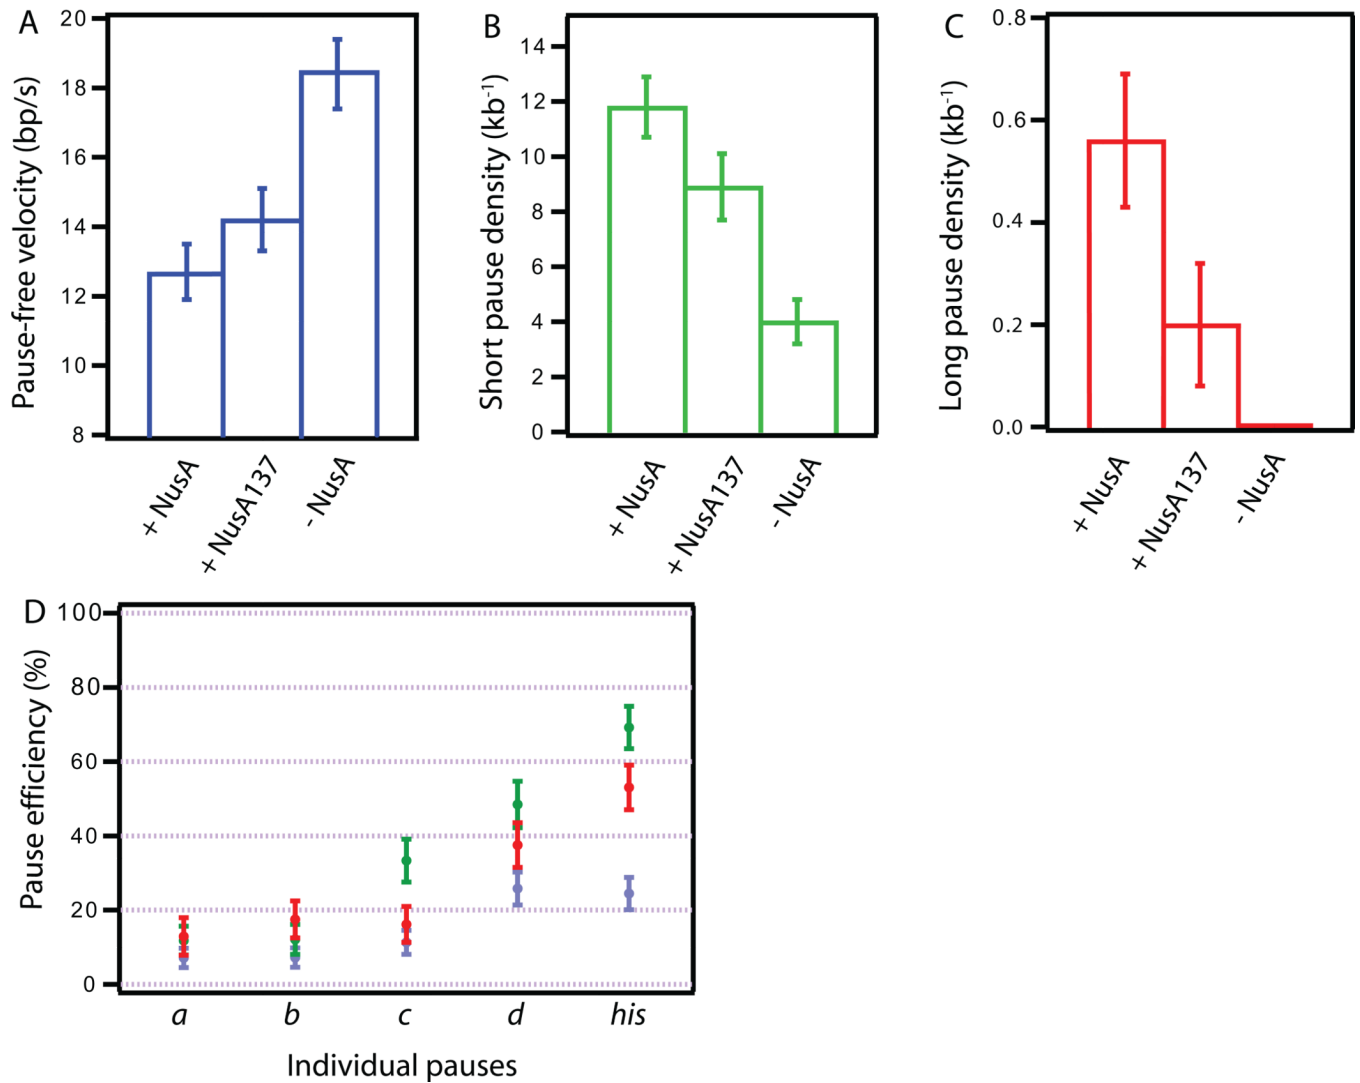 A
Pause-free velocity (bp/s)
20
18
16
14
12
10
8
+ NusA
+ NusA137
- NusA
B
Short pause density (kb⁻¹)
14
12
10
8
6
4
2
0
+ NusA
+ NusA137
- NusA
C
Long pause density (kb⁻¹)
0.8
0.6
0.4
0.2
0.0
+ NusA
+ NusA137
- NusA
D
Pause efficiency (%)
100
80
60
40
20
0
a b c d his
Individual pauses